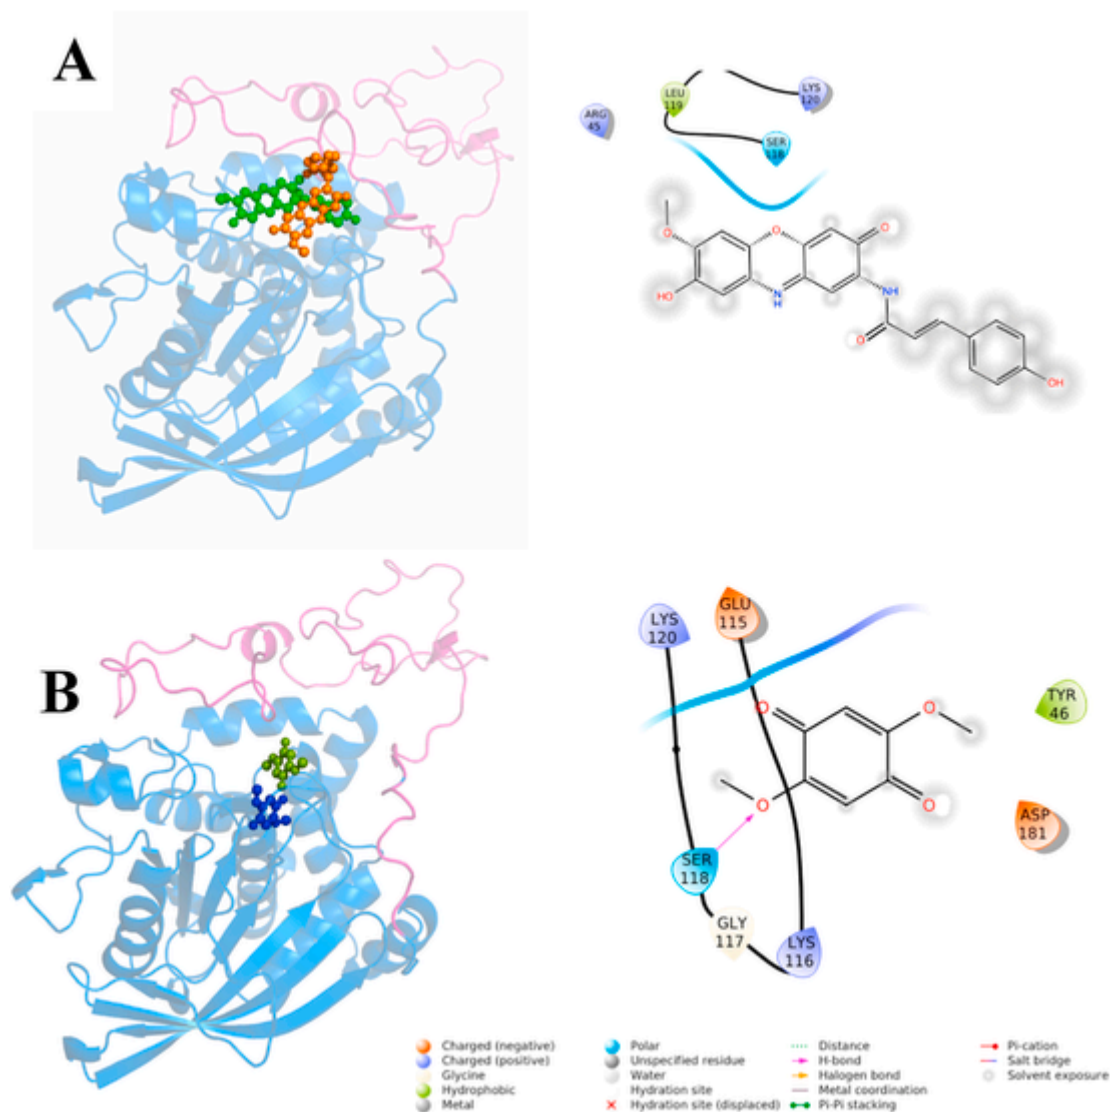 A
LEU
119
LYS
120
ARG
45
SER
118
O
O
O
HO
N
H
NH
O
OH
B
LYS
120
GLU
115
O
O
TYR
46
O
O
ASP
181
SER
118
GLY
117
LYS
116
Charged (negative)
Charged (positive)
Glycine
Hydrophobic
Metal
Polar
Unspecified residue
Water
Hydration site
Hydration site (displaced)
Distance
H-bond
Halogen bond
Metal coordination
Pi-Pi stacking
Pi-cation
Salt bridge
Solvent exposure